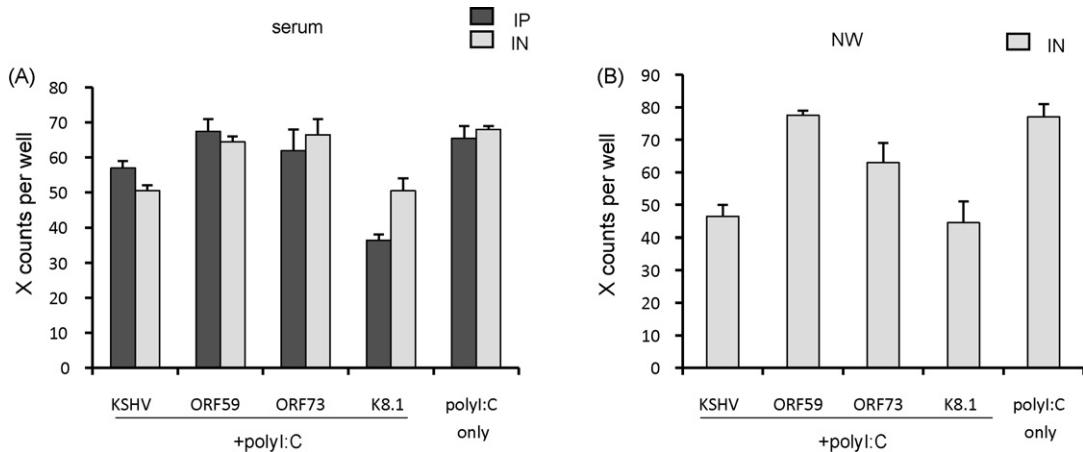 serum
IP
IN
(A)
80
70
60
50
40
30
20
10
0
X counts per well
KSHV ORF59 ORF73 K8.1 polyI:C
only
+polyI:C
NW
IN
(B)
90
80
70
60
50
40
30
20
10
0
X counts per well
KSHV ORF59 ORF73 K8.1 polyI:C
only
+polyI:C